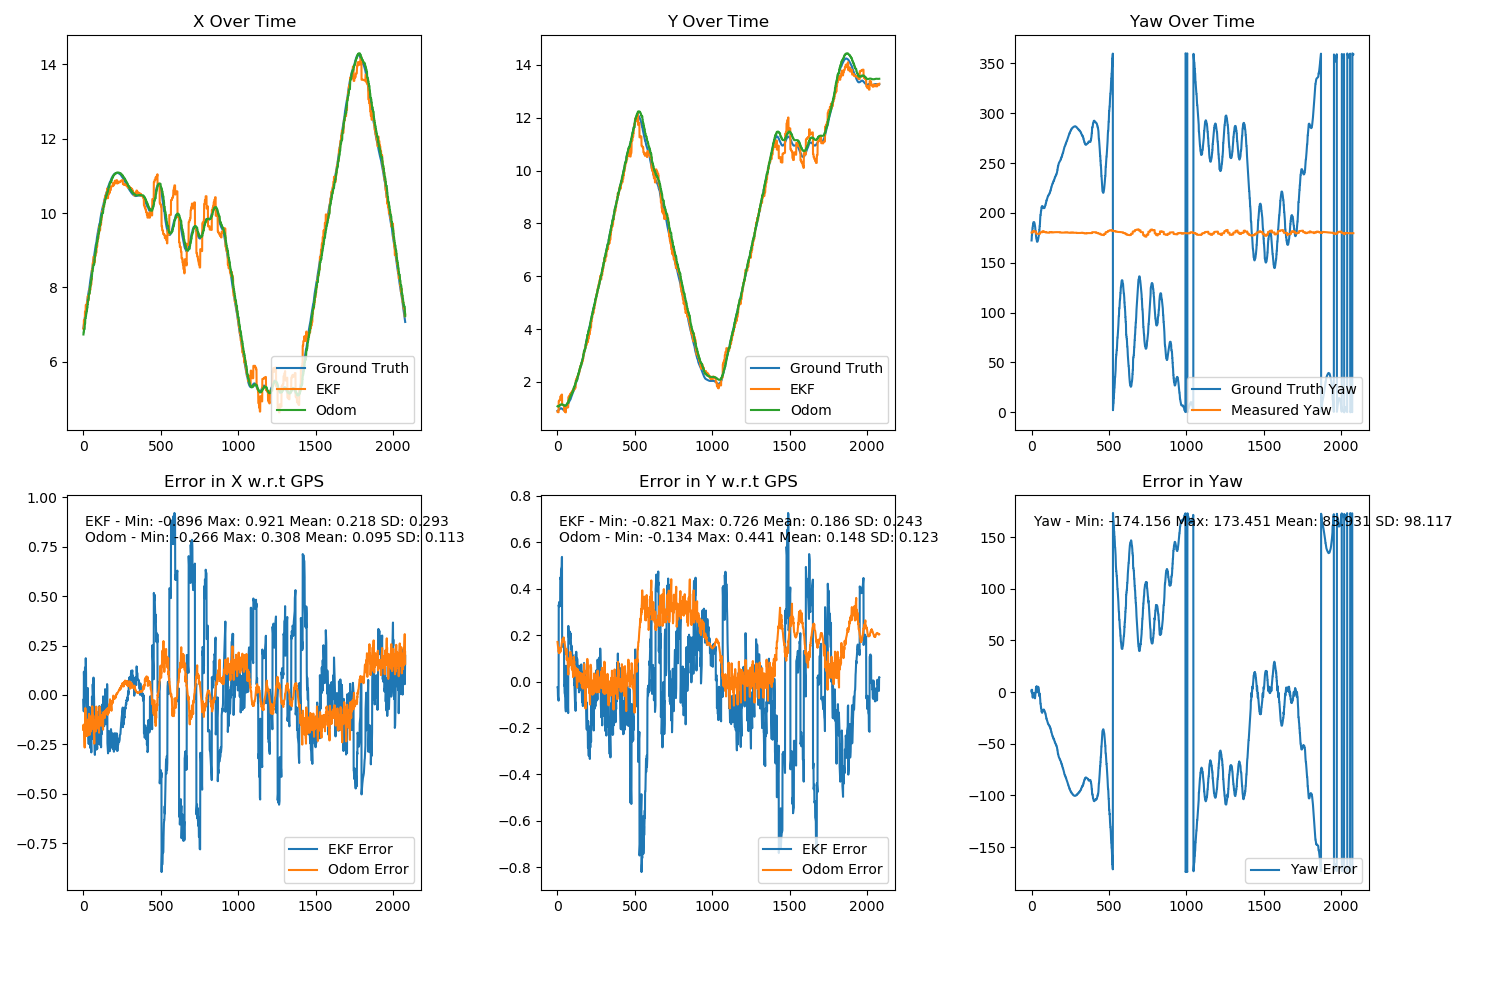 X Over Time
14
12
10
8
6
0 500 1000 1500 2000
Ground Truth
EKF
Odom
Y Over Time
14
12
10
8
6
4
2
0 500 1000 1500 2000
Ground Truth
EKF
Odom
Yaw Over Time
350
300
250
200
150
100
50
0
0 500 1000 1500 2000
Ground Truth Yaw
Measured Yaw
Error in X w.r.t GPS
EKF - Min: -0.896 Max: 0.921 Mean: 0.218 SD: 0.293
Odom - Min: -0.266 Max: 0.308 Mean: 0.095 SD: 0.113
1.00
0.75
0.50
0.25
0.00
−0.25
−0.50
−0.75
0 500 1000 1500 2000
EKF Error
Odom Error
Error in Y w.r.t GPS
EKF - Min: -0.821 Max: 0.726 Mean: 0.186 SD: 0.243
Odom - Min: -0.134 Max: 0.441 Mean: 0.148 SD: 0.123
0.8
0.6
0.4
0.2
0.0
−0.2
−0.4
−0.6
−0.8
0 500 1000 1500 2000
EKF Error
Odom Error
Error in Yaw
Yaw - Min: -174.156 Max: 173.451 Mean: 83.931 SD: 98.117
150
100
50
0
−50
−100
−150
0 500 1000 1500 2000
Yaw Error